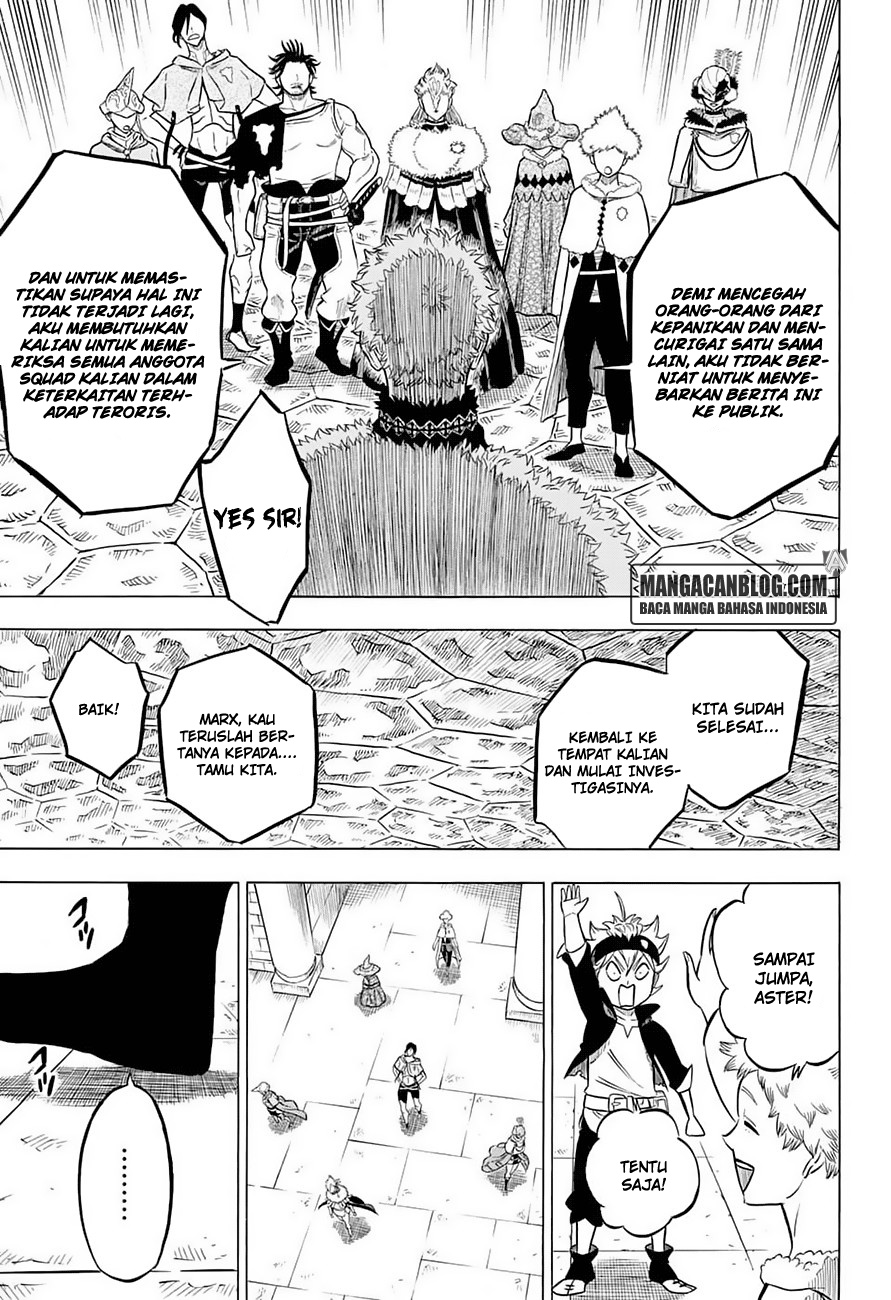 DEMI MENCEGAH
ORANG-ORANG DARI
KEPANIKAN DAN MEN-
CURIGAI SATU SAMA
LAIN, AKU TIDAK BER-
NIAT UNTUK MENYE-
BARKAN BERITA INI
KE PUBLIK.
DAN UNTUK MEMAS-
TIKAN SUPAYA HAL INI
TIDAK TERJADI LAGI,
AKU MEMBUTUHKAN
KALIAN UNTUK MEME-
RIKSA SEMUA ANGGOTA
SQUAD KALIAN DALAM
KETERKAITAN TERH-
ADAP TERORIS.
YES SIR!
MANGACANBLOG.COM
BACA MANGA BAHASA INDONESIA
KITA SUDAH
SELESAI...
KEMBALI KE
TEMPAT KALIAN
DAN MULAI INVES-
TIGASINYA.
MARX, KAU
TERUSLAH BER-
TANYA KEPADA....
TAMU KITA.
BAIK!
SAMPAI
JUMPA,
ASTER!
TENTU
SAJA!
.........